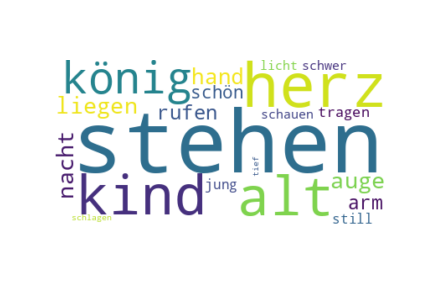 licht schwer
könig hand herz
schön
liegen rufen schauen tragen
stehen
nacht
kind jung tief alt auge
arm
schlagen still